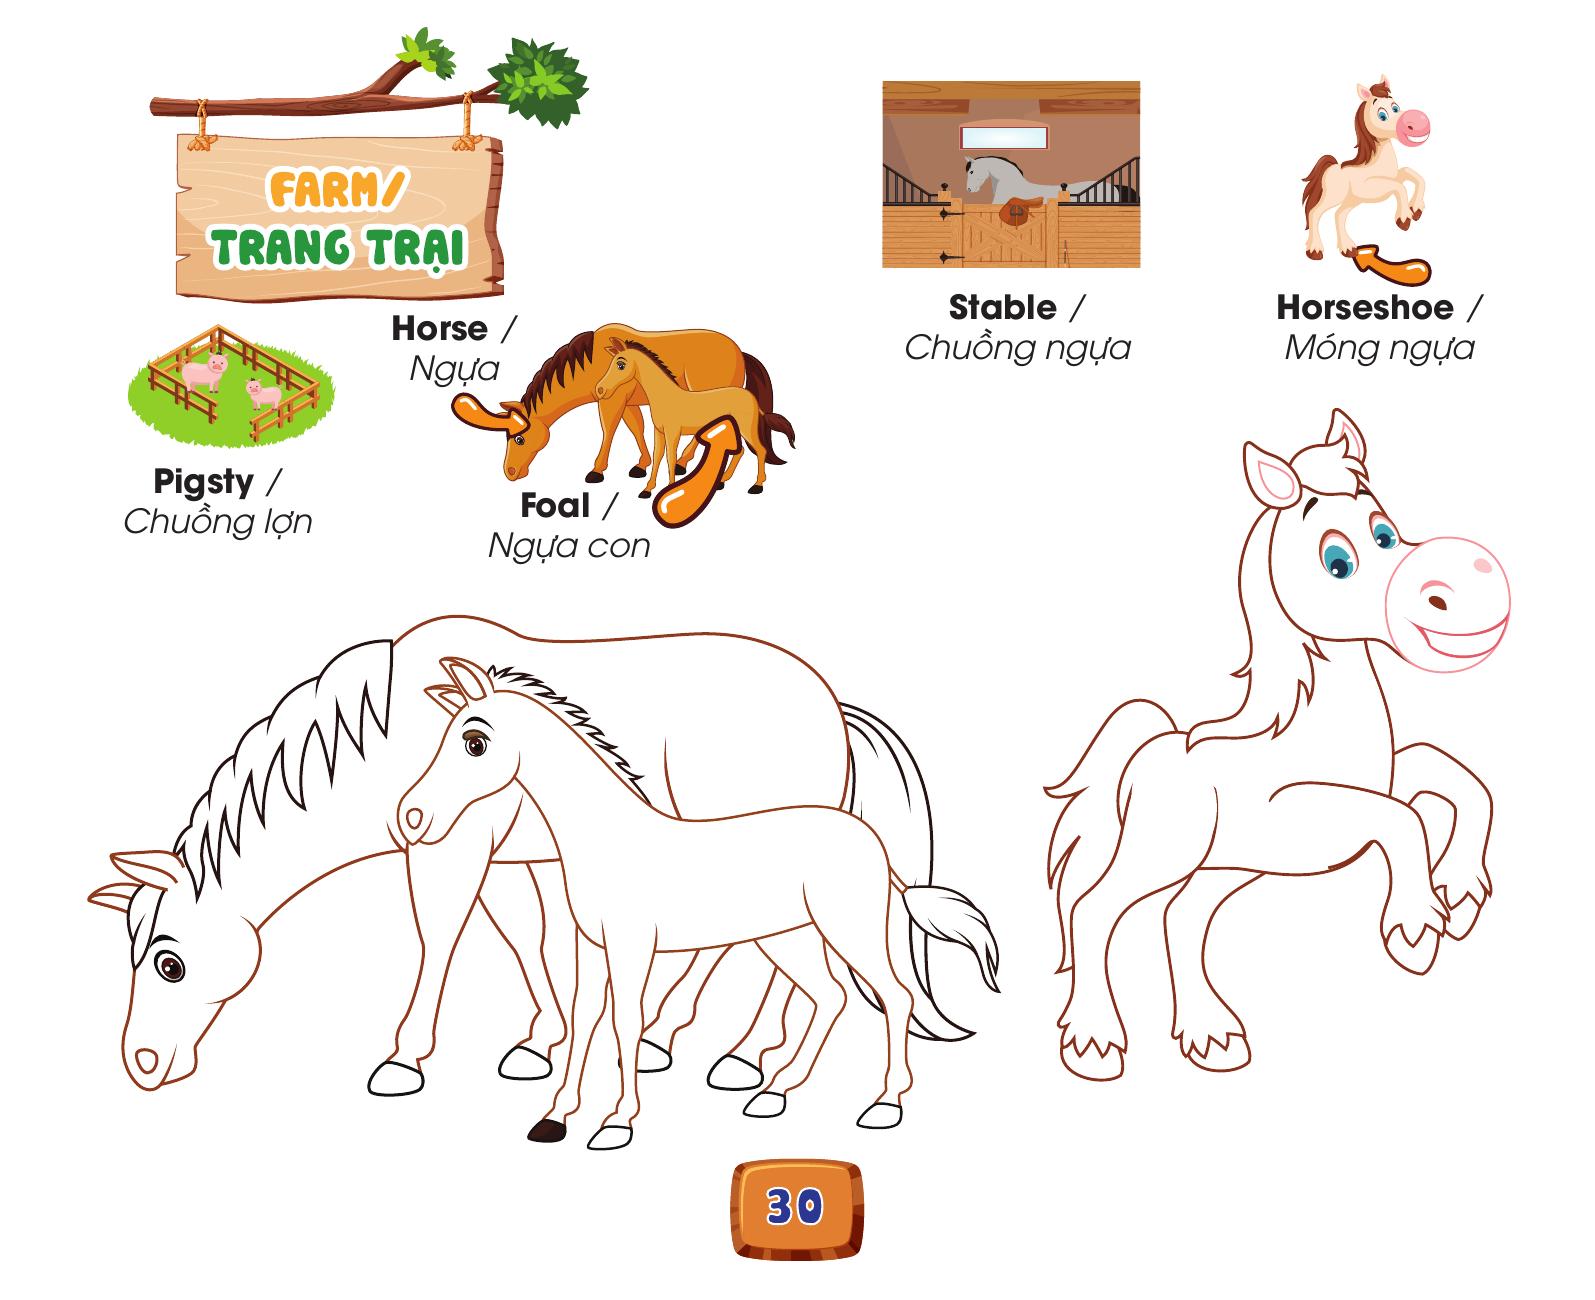 FARM/
TRANG TRẠI
Horse /
Ngựa
Pigsty /
Chuồng lợn
Foal /
Ngựa con
Stable /
Chuồng ngựa
Horseshoe /
Móng ngựa
30